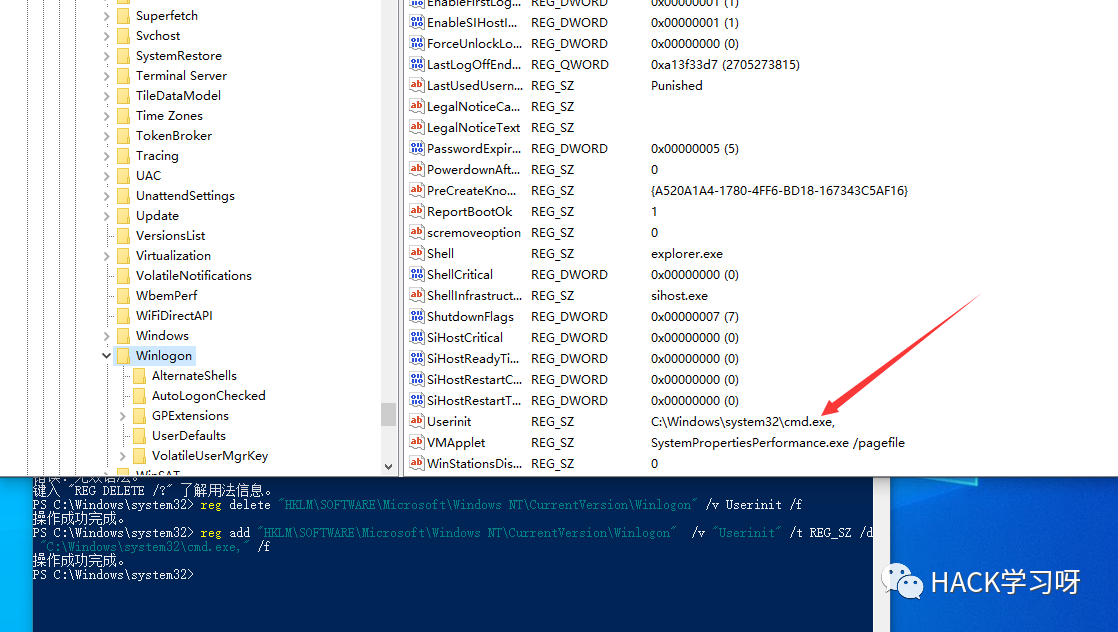 Superfetch
Svchost
SystemRestore
Terminal Server
TileDataModel
Time Zones
TokenBroker
Tracing
UAC
UnattendSettings
Update
VersionsList
Virtualization
VolatileNotifications
WbemPerf
WiFiDirectAPI
Windows
Winlogon
AlternateShells
AutoLogonChecked
GPExtensions
UserDefaults
VolatileUserMgrKey
WinSAT
EnableFirstLog... REG_DWORD 0x00000001 (1)
EnableSIHostI... REG_DWORD 0x00000001 (1)
ForceUnlockLo... REG_DWORD 0x00000000 (0)
LastLogOffEnd... REG_QWORD 0xa13f33d7 (2705273815)
LastUsedUsern... REG_SZ Punished
LegalNoticeCa... REG_SZ
LegalNoticeText REG_SZ
PasswordExpir... REG_DWORD 0x00000005 (5)
PowerdownAft... REG_SZ 0
PreCreateKno... REG_SZ {A520A1A4-1780-4FF6-BD18-167343C5AF16}
ReportBootOk REG_SZ 1
scremoveoption REG_SZ 0
Shell REG_SZ explorer.exe
ShellCritical REG_DWORD 0x00000000 (0)
ShellInfrastruct... REG_SZ sihost.exe
ShutdownFlags REG_DWORD 0x00000007 (7)
SiHostCritical REG_DWORD 0x00000000 (0)
SiHostReadyTi... REG_DWORD 0x00000000 (0)
SiHostRestartC... REG_DWORD 0x00000000 (0)
SiHostRestartT... REG_DWORD 0x00000000 (0)
Userinit REG_SZ C:\Windows\system32\cmd.exe,
VMApplet REG_SZ SystemPropertiesPerformance.exe /pagefile
WinStationsDis... REG_SZ 0
错误: 无效语法。
键入 "REG DELETE /?" 了解用法信息。
PS C:\Windows\system32> reg delete "HKLM\SOFTWARE\Microsoft\Windows NT\CurrentVersion\Winlogon" /v Userinit /f
操作成功完成。
PS C:\Windows\system32> reg add "HKLM\SOFTWARE\Microsoft\Windows NT\CurrentVersion\Winlogon" /v "Userinit" /t REG_SZ /d
"C:\Windows\system32\cmd.exe," /f
操作成功完成。
PS C:\Windows\system32>
HACK学习呀